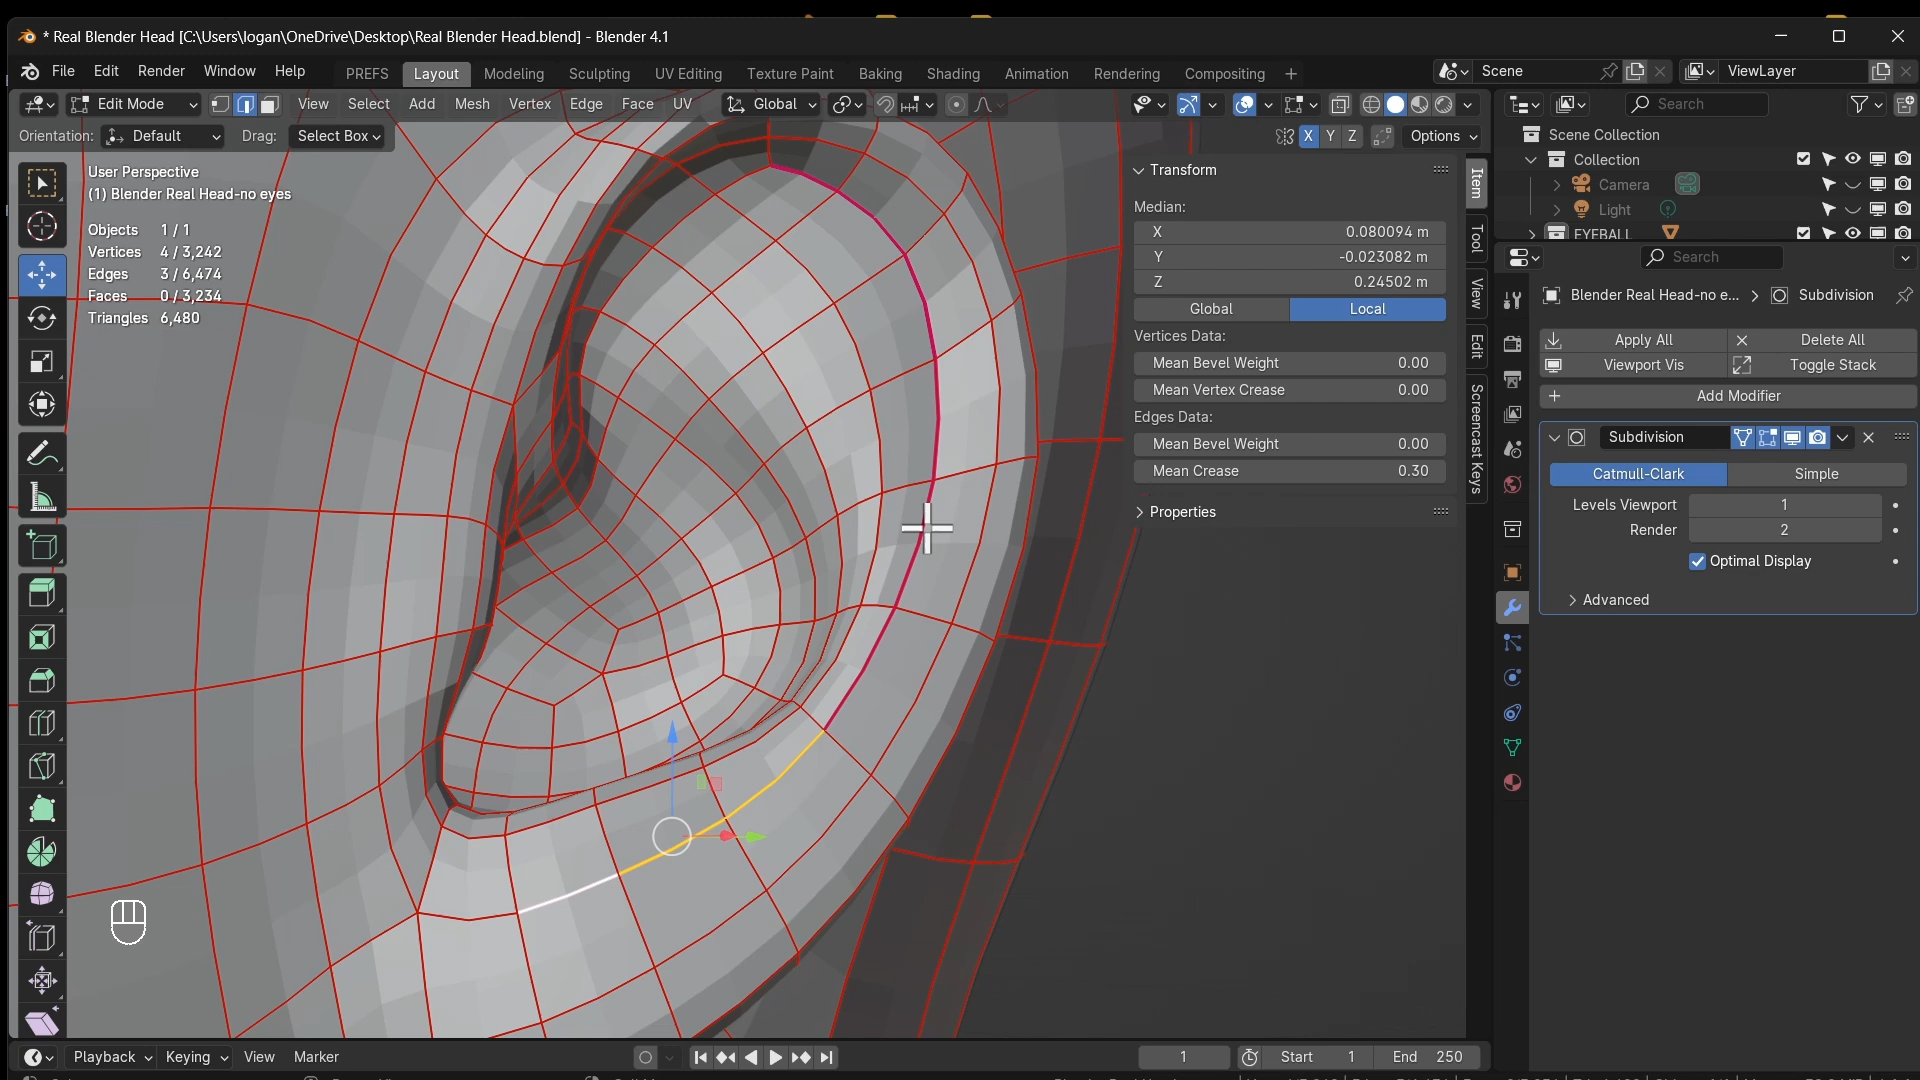 * Real Blender Head [C:\Users\logan\OneDrive\Desktop\Real Blender Head.blend] - Blender 4.1
File Edit Render Window Help PREFS Layout Modeling Sculpting UV Editing Texture Paint Baking Shading Animation Rendering Compositing + Scene ViewLayer
Edit Mode View Select Add Mesh Vertex Edge Face UV Global
Orientation: Default Drag: Select Box X Y Z Options
User Perspective
(1) Blender Real Head-no eyes
Objects 1 / 1
Vertices 4 / 3,242
Edges 3 / 6,474
Faces 0 / 3,234
Triangles 6,480
Transform
Median:
X 0.080094 m
Y -0.023082 m
Z 0.24502 m
Global Local
Vertices Data:
Mean Bevel Weight 0.00
Mean Vertex Crease 0.00
Edges Data:
Mean Bevel Weight 0.00
Mean Crease 0.30
Properties
Item
Tool
View
Edit
Screencast Keys
Search
Scene Collection
Collection
Camera
Light
EYEBALL
Search
Blender Real Head-no e... Subdivision
Apply All Delete All
Viewport Vis Toggle Stack
Add Modifier
Subdivision
Catmull-Clark Simple
Levels Viewport 1
Render 2
Optimal Display
Advanced
Playback Keying View Marker 1 Start 1 End 250